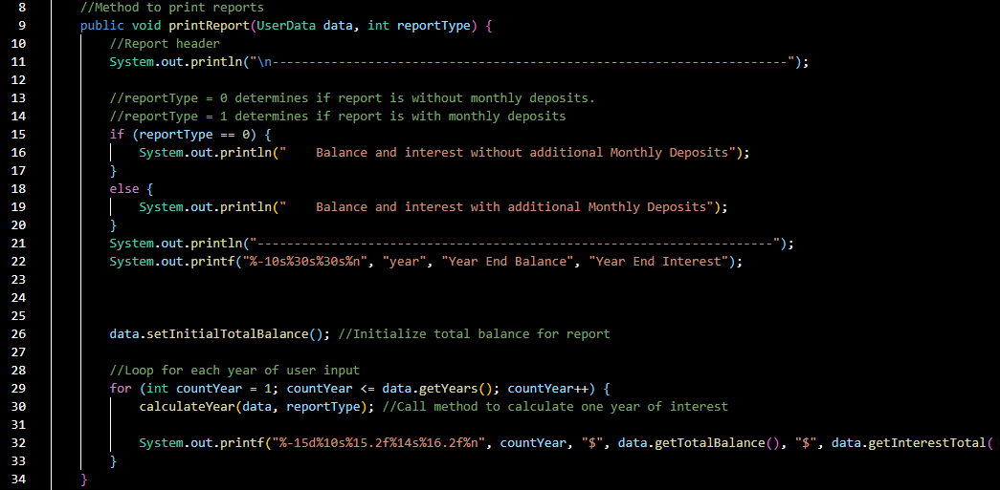 8 //Method to print reports
9 public void printReport(UserData data, int reportType) {
10 //Report header
11 System.out.println("\n----------------------------------------------------------------------");
12
13 //reportType = 0 determines if report is without monthly deposits.
14 //reportType = 1 determines if report is with monthly deposits
15 if (reportType == 0) {
16 System.out.println("    Balance and interest without additional Monthly Deposits");
17 }
18 else {
19 System.out.println("    Balance and interest with additional Monthly Deposits");
20 }
21 System.out.println("----------------------------------------------------------------------");
22 System.out.printf("%-10s%30s%30s%n", "year", "Year End Balance", "Year End Interest");
23
24
25
26 data.setInitialTotalBalance(); //Initialize total balance for report
27
28 //Loop for each year of user input
29 for (int countYear = 1; countYear <= data.getYears(); countYear++) {
30 calculateYear(data, reportType); //Call method to calculate one year of interest
31
32 System.out.printf("%-15d%10s%15.2f%14s%16.2f%n", countYear, "$", data.getTotalBalance(), "$", data.getInterestTotal(
33 }
34 }